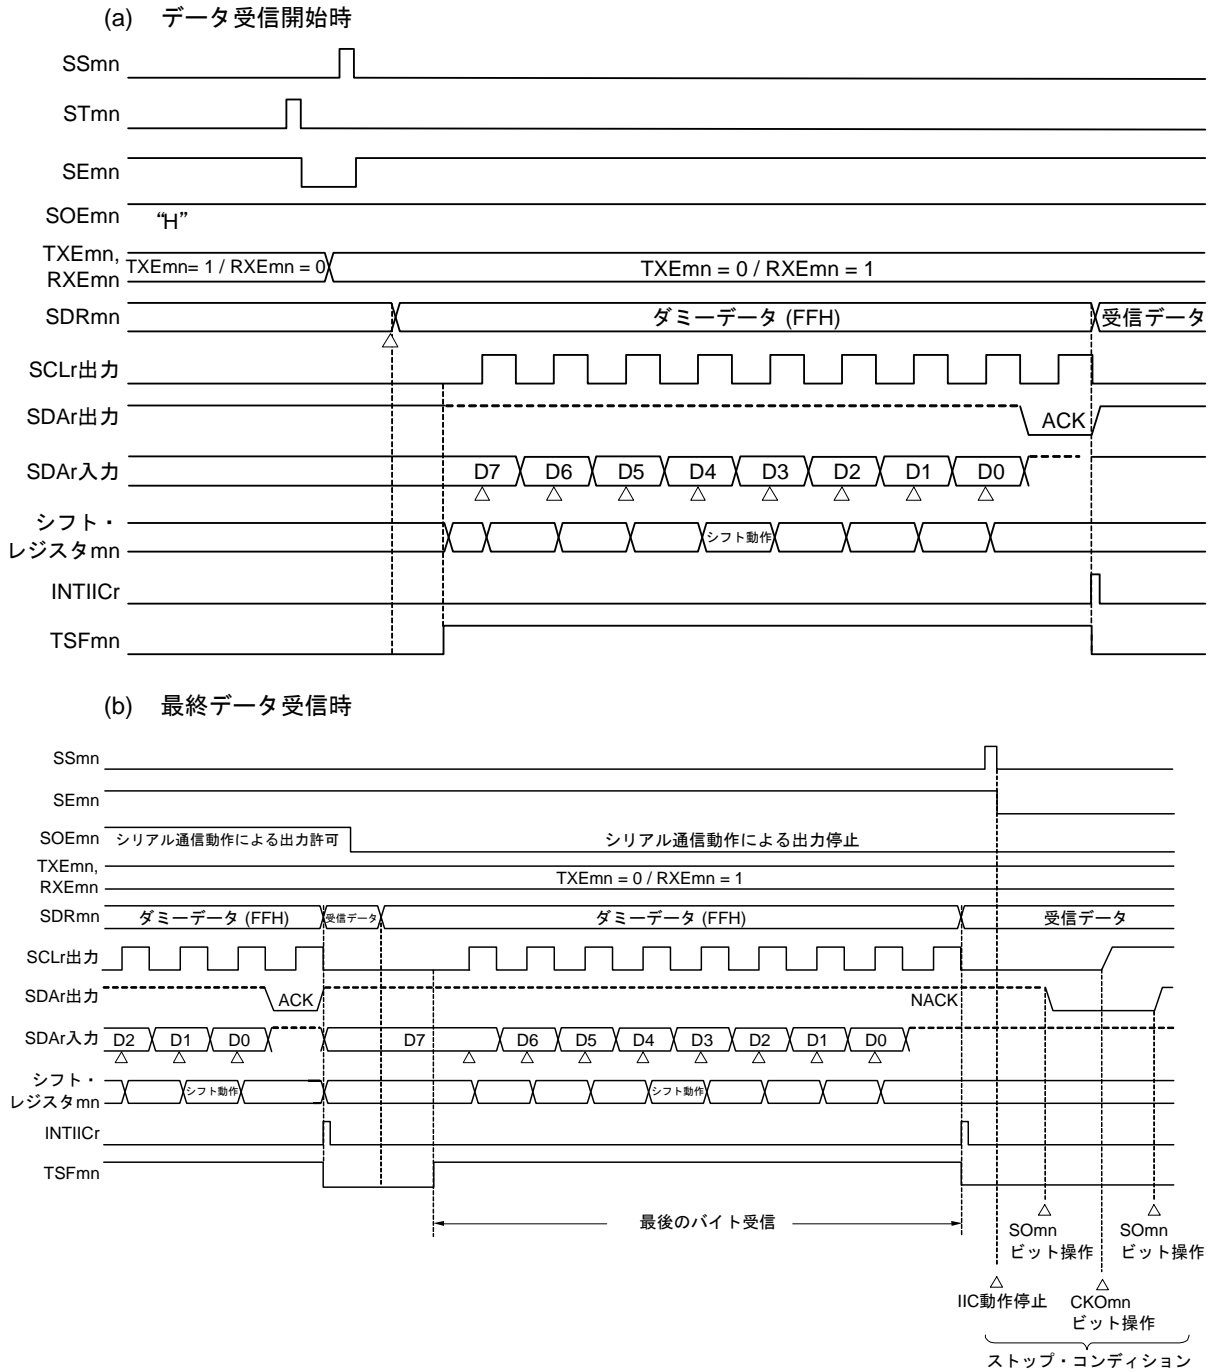 (a) データ受信開始時
SSmn
STmn
SEmn
SOEmn “H”
TXEmn,
RXEmn
TXEmn= 1 / RXEmn = 0
TXEmn = 0 / RXEmn = 1
SDRmn
ダミーデータ (FFH)
受信データ
SCLr出力
SDAr出力
ACK
SDAr入力
D7 D6 D5 D4 D3 D2 D1 D0
シフト・
レジスタmn
シフト動作
INTIICr
TSFmn
(b) 最終データ受信時
SSmn
SEmn
SOEmn
シリアル通信動作による出力許可
シリアル通信動作による出力停止
TXEmn,
RXEmn
TXEmn = 0 / RXEmn = 1
SDRmn
ダミーデータ (FFH)
受信データ
ダミーデータ (FFH)
受信データ
SCLr出力
SDAr出力
ACK
NACK
SDAr入力
D2 D1 D0 D7 D6 D5 D4 D3 D2 D1 D0
シフト・
レジスタmn
シフト動作
シフト動作
INTIICr
TSFmn
最後のバイト受信
SOmn
ビット操作
SOmn
ビット操作
IIC動作停止
CKOmn
ビット操作
ストップ・コンディション